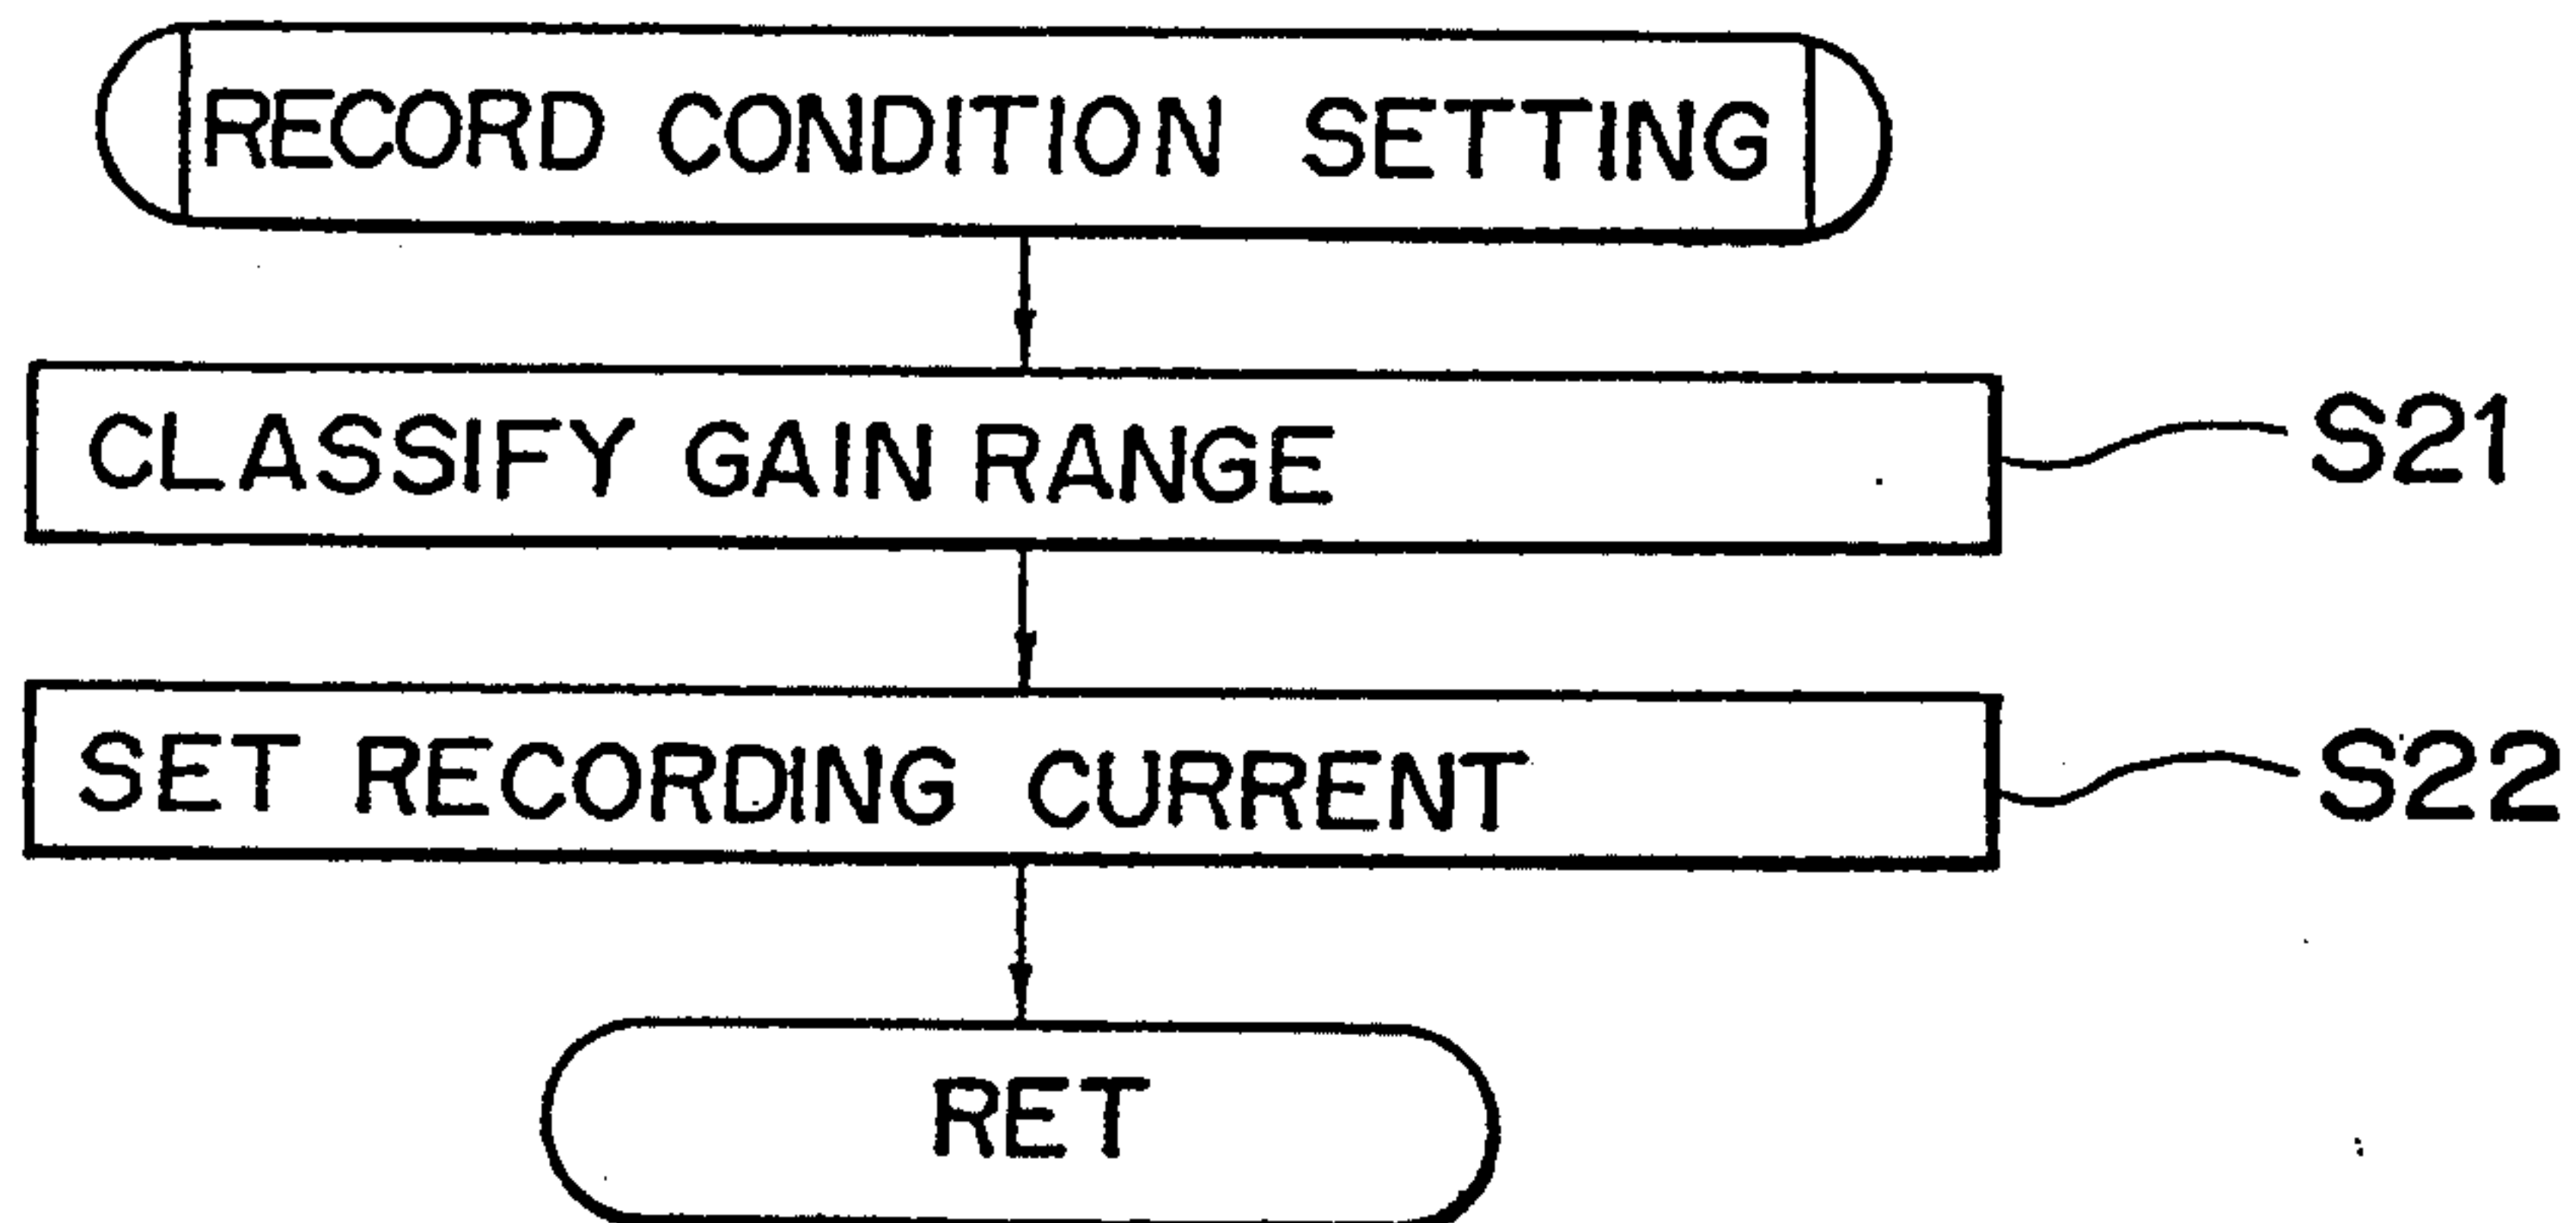 RECORD CONDITION SETTING
CLASSIFY GAIN RANGE
S21
SET RECORDING CURRENT
S22
RET